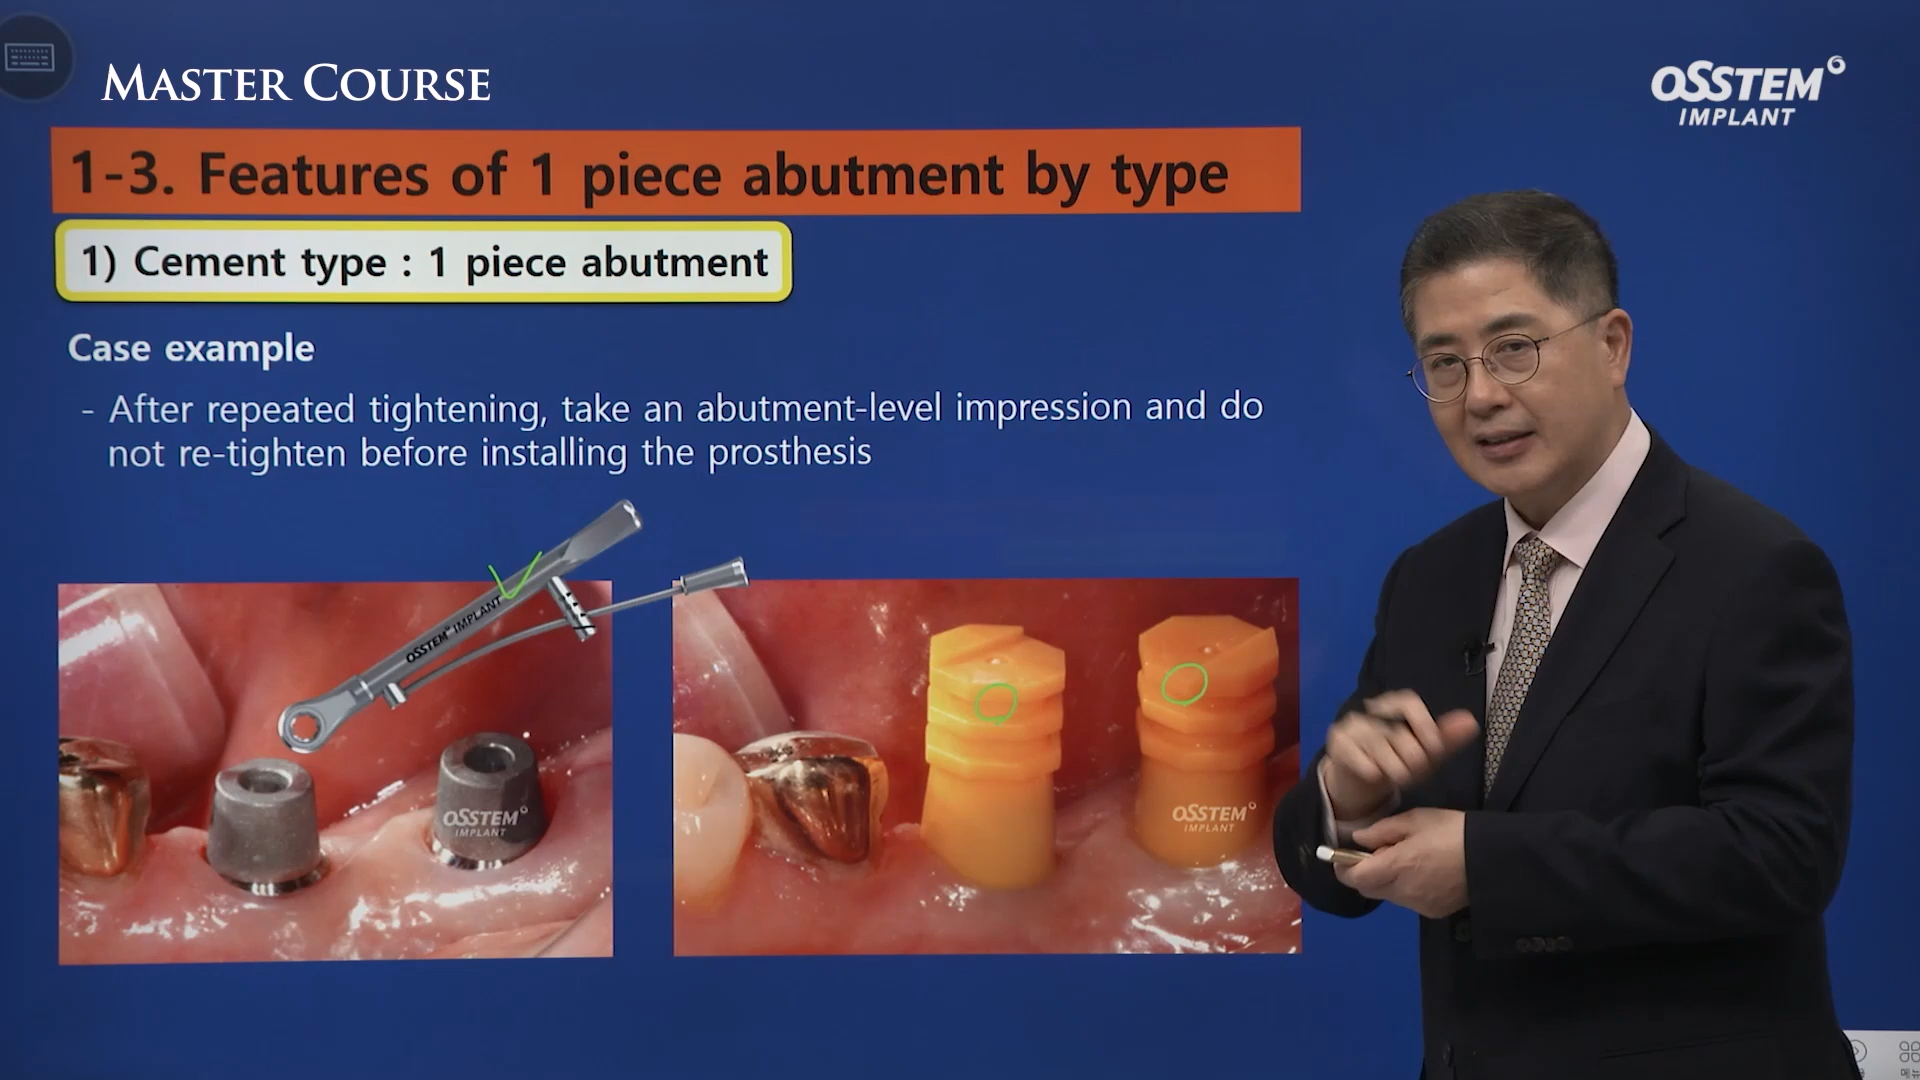 MASTER COURSE
OSSTEM
IMPLANT
1-3. Features of 1 piece abutment by type
1) Cement type : 1 piece abutment
Case example
- After repeated tightening, take an abutment-level impression and do
not re-tighten before installing the prosthesis
OSSTEM IMPLANT
OSSTEM
IMPLANT
OSSTEM
IMPLANT
메뉴